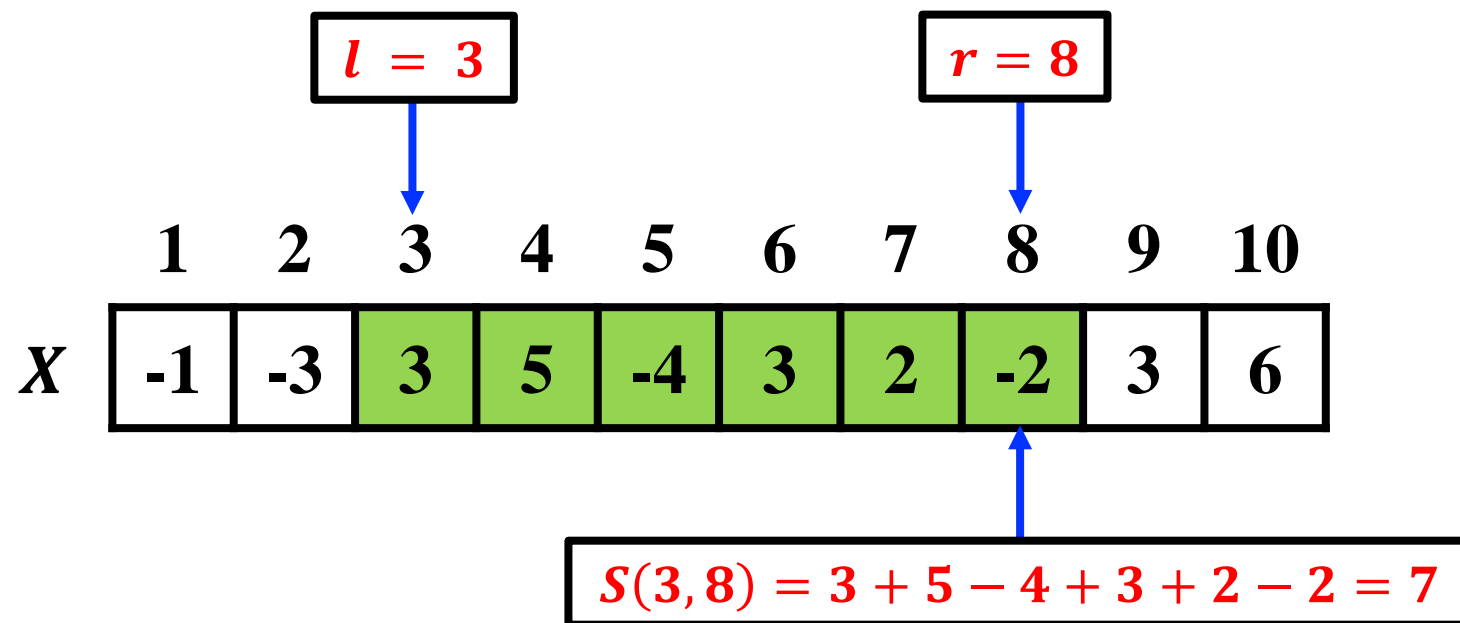 l = 3 r = 8
1 2 3 4 5 6 7 8 9 10
X -1 -3 3 5 -4 3 2 -2 3 6
S(3, 8) = 3 + 5 − 4 + 3 + 2 − 2 = 7